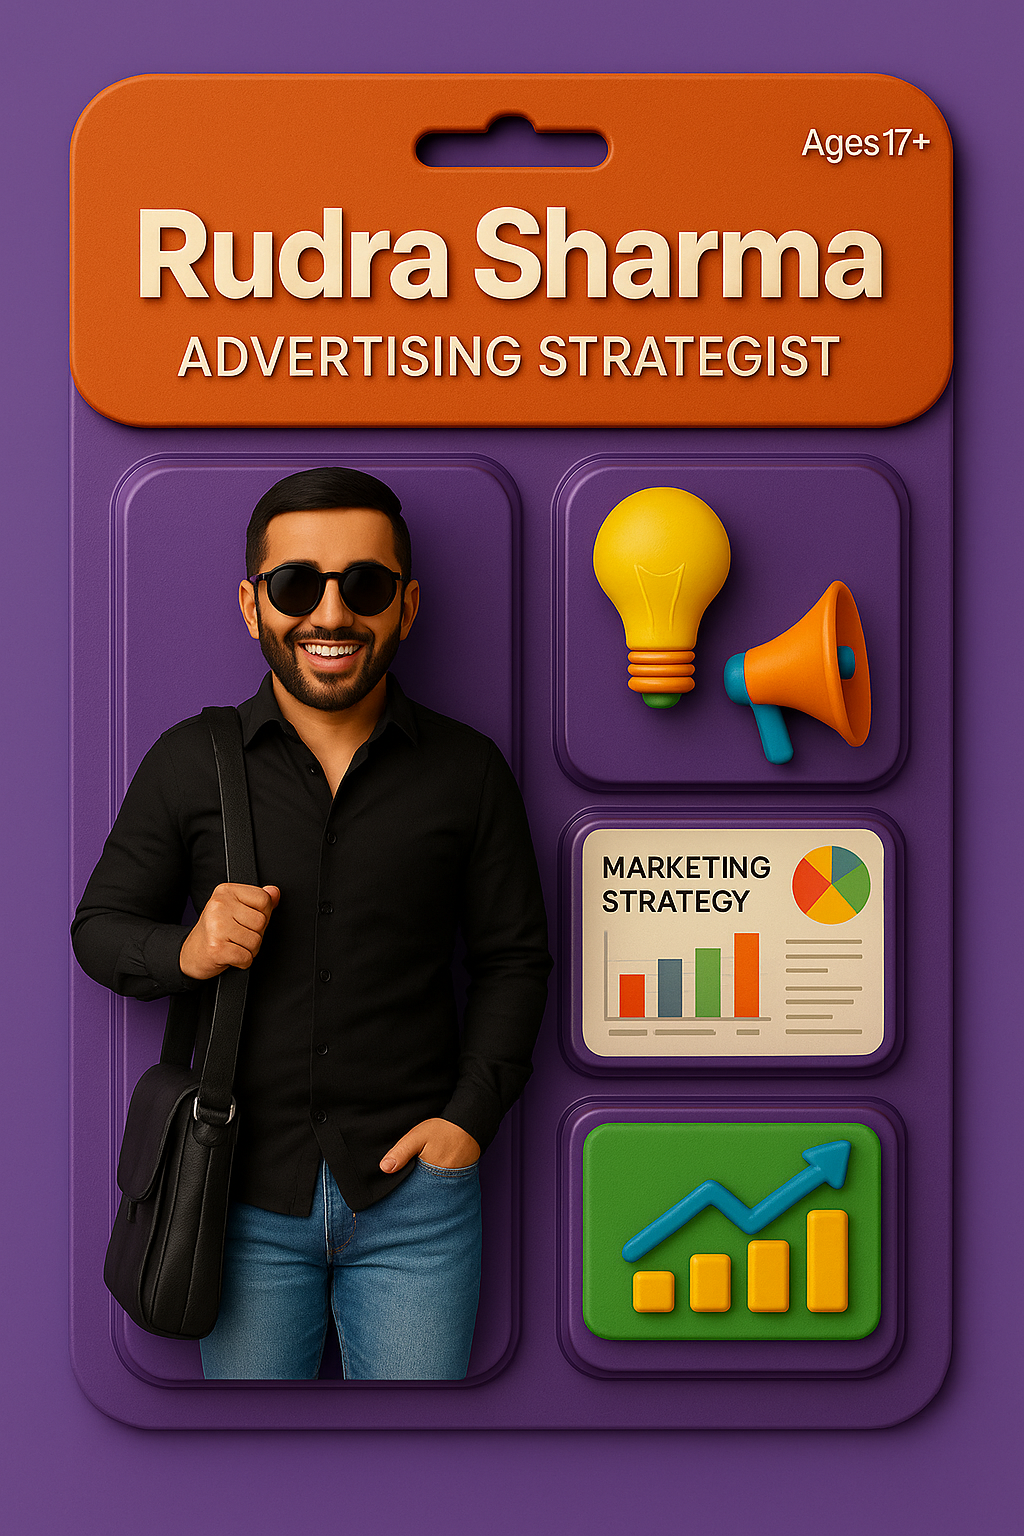 Ages 17+
Rudra Sharma
ADVERTISING STRATEGIST
MARKETING
STRATEGY